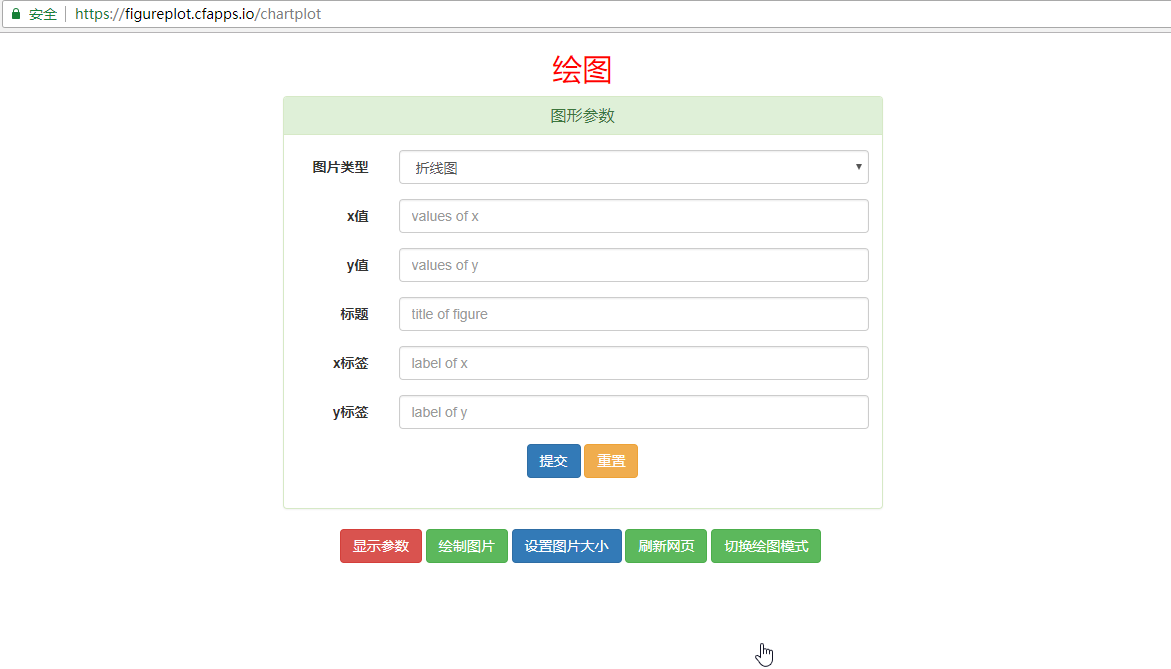 安全 https://figureplot.cfapps.io/chartplot
绘图
图形参数
图片类型 折线图
x值 values of x
y值 values of y
标题 title of figure
x标签 label of x
y标签 label of y
提交 重置
显示参数 绘制图片 设置图片大小 刷新网页 切换绘图模式